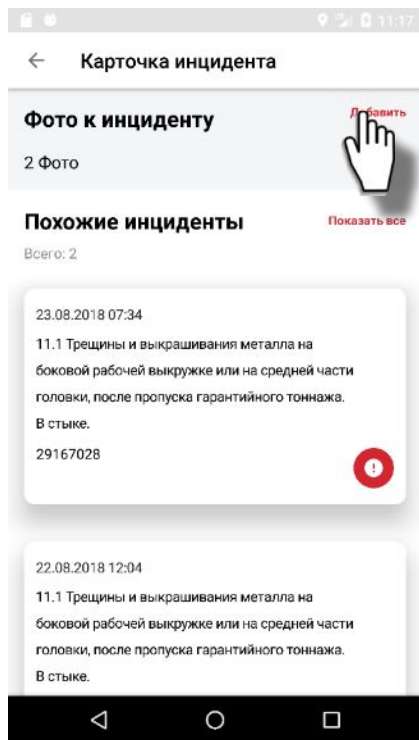 11:17
Карточка инцидента
Фото к инциденту
Добавить
2 Фото
Похожие инциденты
Показать все
Всего: 2
23.08.2018 07:34
11.1 Трещины и выкрашивания металла на
боковой рабочей выкружке или на средней части
головки, после пропуска гарантийного тоннажа.
В стыке.
29167028
22.08.2018 12:04
11.1 Трещины и выкрашивания металла на
боковой рабочей выкружке или на средней части
головки, после пропуска гарантийного тоннажа.
В стыке.